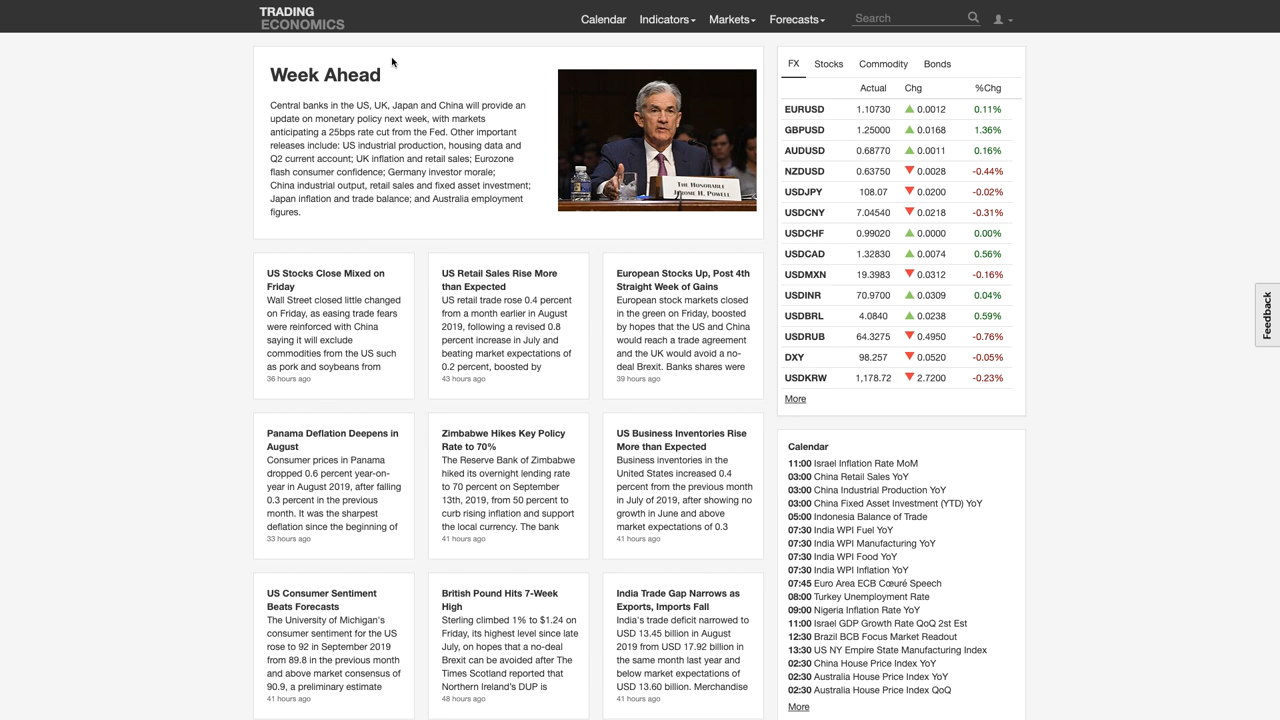 TRADING
ECONOMICS
Calendar Indicators Markets Forecasts Search
Week Ahead
Central banks in the US, UK, Japan and China will provide an
update on monetary policy next week, with markets
anticipating a 25bps rate cut from the Fed. Other important
releases include: US industrial production, housing data and
Q2 current account; UK inflation and retail sales; Eurozone
flash consumer confidence; Germany investor morale;
China industrial output, retail sales and fixed asset investment;
Japan inflation and trade balance; and Australia employment
figures.
THE HONORABLE
JEROME H. POWELL
US Stocks Close Mixed on
Friday
Wall Street closed little changed
on Friday, as easing trade fears
were reinforced with China
saying it will exclude
commodities from the US such
as pork and soybeans from
36 hours ago
US Retail Sales Rise More
than Expected
US retail trade rose 0.4 percent
from a month earlier in August
2019, following a revised 0.8
percent increase in July and
beating market expectations of
0.2 percent, boosted by
43 hours ago
European Stocks Up, Post 4th
Straight Week of Gains
European stock markets closed
in the green on Friday, boosted
by hopes that the US and China
would reach a trade agreement
and the UK would avoid a no-
deal Brexit. Banks shares were
39 hours ago
Panama Deflation Deepens in
August
Consumer prices in Panama
dropped 0.6 percent year-on-
year in August 2019, after falling
0.3 percent in the previous
month. It was the sharpest
deflation since the beginning of
33 hours ago
Zimbabwe Hikes Key Policy
Rate to 70%
The Reserve Bank of Zimbabwe
hiked its overnight lending rate
to 70 percent on September
13th, 2019, from 50 percent to
curb rising inflation and support
the local currency. The bank
41 hours ago
US Business Inventories Rise
More than Expected
Business inventories in the
United States increased 0.4
percent from the previous month
in July of 2019, after showing no
growth in June and above
market expectations of 0.3
41 hours ago
US Consumer Sentiment
Beats Forecasts
The University of Michigan's
consumer sentiment for the US
rose to 92 in September 2019
from 89.8 in the previous month
and above market consensus of
90.9, a preliminary estimate
41 hours ago
British Pound Hits 7-Week
High
Sterling climbed 1% to $1.24 on
Friday, its highest level since late
July, on hopes that a no-deal
Brexit can be avoided after The
Times Scotland reported that
Northern Ireland's DUP is
48 hours ago
India Trade Gap Narrows as
Exports, Imports Fall
India's trade deficit narrowed to
USD 13.45 billion in August
2019 from USD 17.92 billion in
the same month last year and
below market expectations of
USD 13.60 billion. Merchandise
41 hours ago
FX Stocks Commodity Bonds
Actual Chg %Chg
EURUSD 1.10730 0.0012 0.11%
GBPUSD 1.25000 0.0168 1.36%
AUDUSD 0.68770 0.0011 0.16%
NZDUSD 0.63750 0.0028 -0.44%
USDJPY 108.07 0.0200 -0.02%
USDCNY 7.04540 0.0218 -0.31%
USDCHF 0.99020 0.0000 0.00%
USDCAD 1.32830 0.0074 0.56%
USDMXN 19.3983 0.0312 -0.16%
USDINR 70.9700 0.0309 0.04%
USDBRL 4.0840 0.0238 0.59%
USDRUB 64.3275 0.4950 -0.76%
DXY 98.257 0.0520 -0.05%
USDKRW 1,178.72 2.7200 -0.23%
More
Calendar
11:00 Israel Inflation Rate MoM
03:00 China Retail Sales YoY
03:00 China Industrial Production YoY
03:00 China Fixed Asset Investment (YTD) YoY
05:00 Indonesia Balance of Trade
07:30 India WPI Fuel YoY
07:30 India WPI Manufacturing YoY
07:30 India WPI Food YoY
07:30 India WPI Inflation YoY
07:45 Euro Area ECB Cœuré Speech
08:00 Turkey Unemployment Rate
09:00 Nigeria Inflation Rate YoY
11:00 Israel GDP Growth Rate QoQ 2st Est
12:30 Brazil BCB Focus Market Readout
13:30 US NY Empire State Manufacturing Index
02:30 China House Price Index YoY
02:30 Australia House Price Index YoY
02:30 Australia House Price Index QoQ
More
Feedback